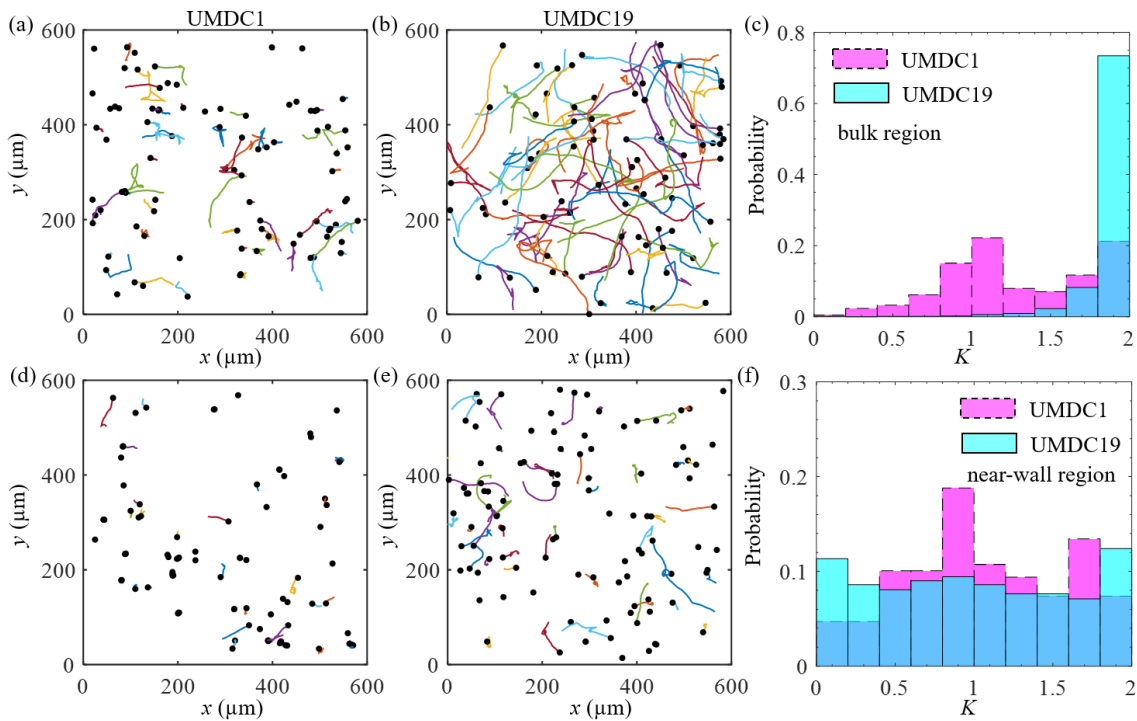 UMDC1
UMDC19
(a)
600
400
200
0
y (µm)
0 200 400 600
x (µm)
(b)
600
400
200
0
y (µm)
0 200 400 600
x (µm)
(c)
0.8
0.6
0.4
0.2
0
Probability
UMDC1
UMDC19
bulk region
0 0.5 1 1.5 2
K
(d)
600
400
200
0
y (µm)
0 200 400 600
x (µm)
(e)
600
400
200
0
y (µm)
0 200 400 600
x (µm)
(f)
0.3
0.2
0.1
0
Probability
UMDC1
UMDC19
near-wall region
0 0.5 1 1.5 2
K